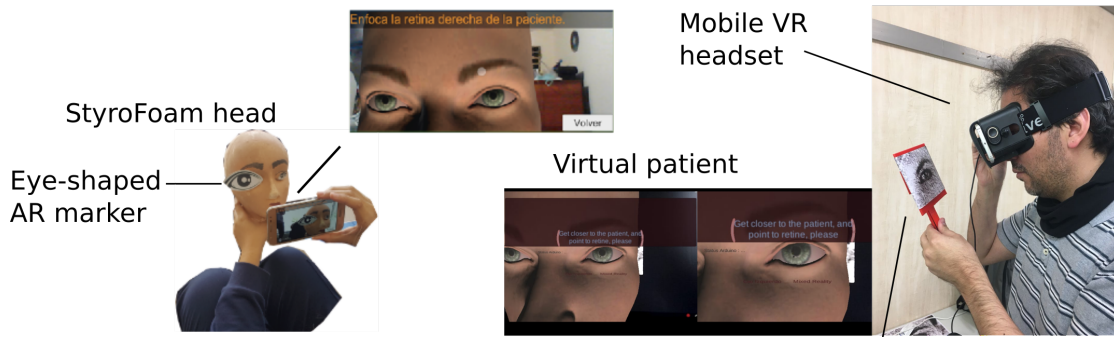 Enfoca la retina derecha de la paciente.
Volver
StyroFoam head
Eye-shaped
AR marker
Mobile VR
headset
Virtual patient
Get closer to the patient, and
point to retine, please
Get closer to the patient, and
point to retine, please